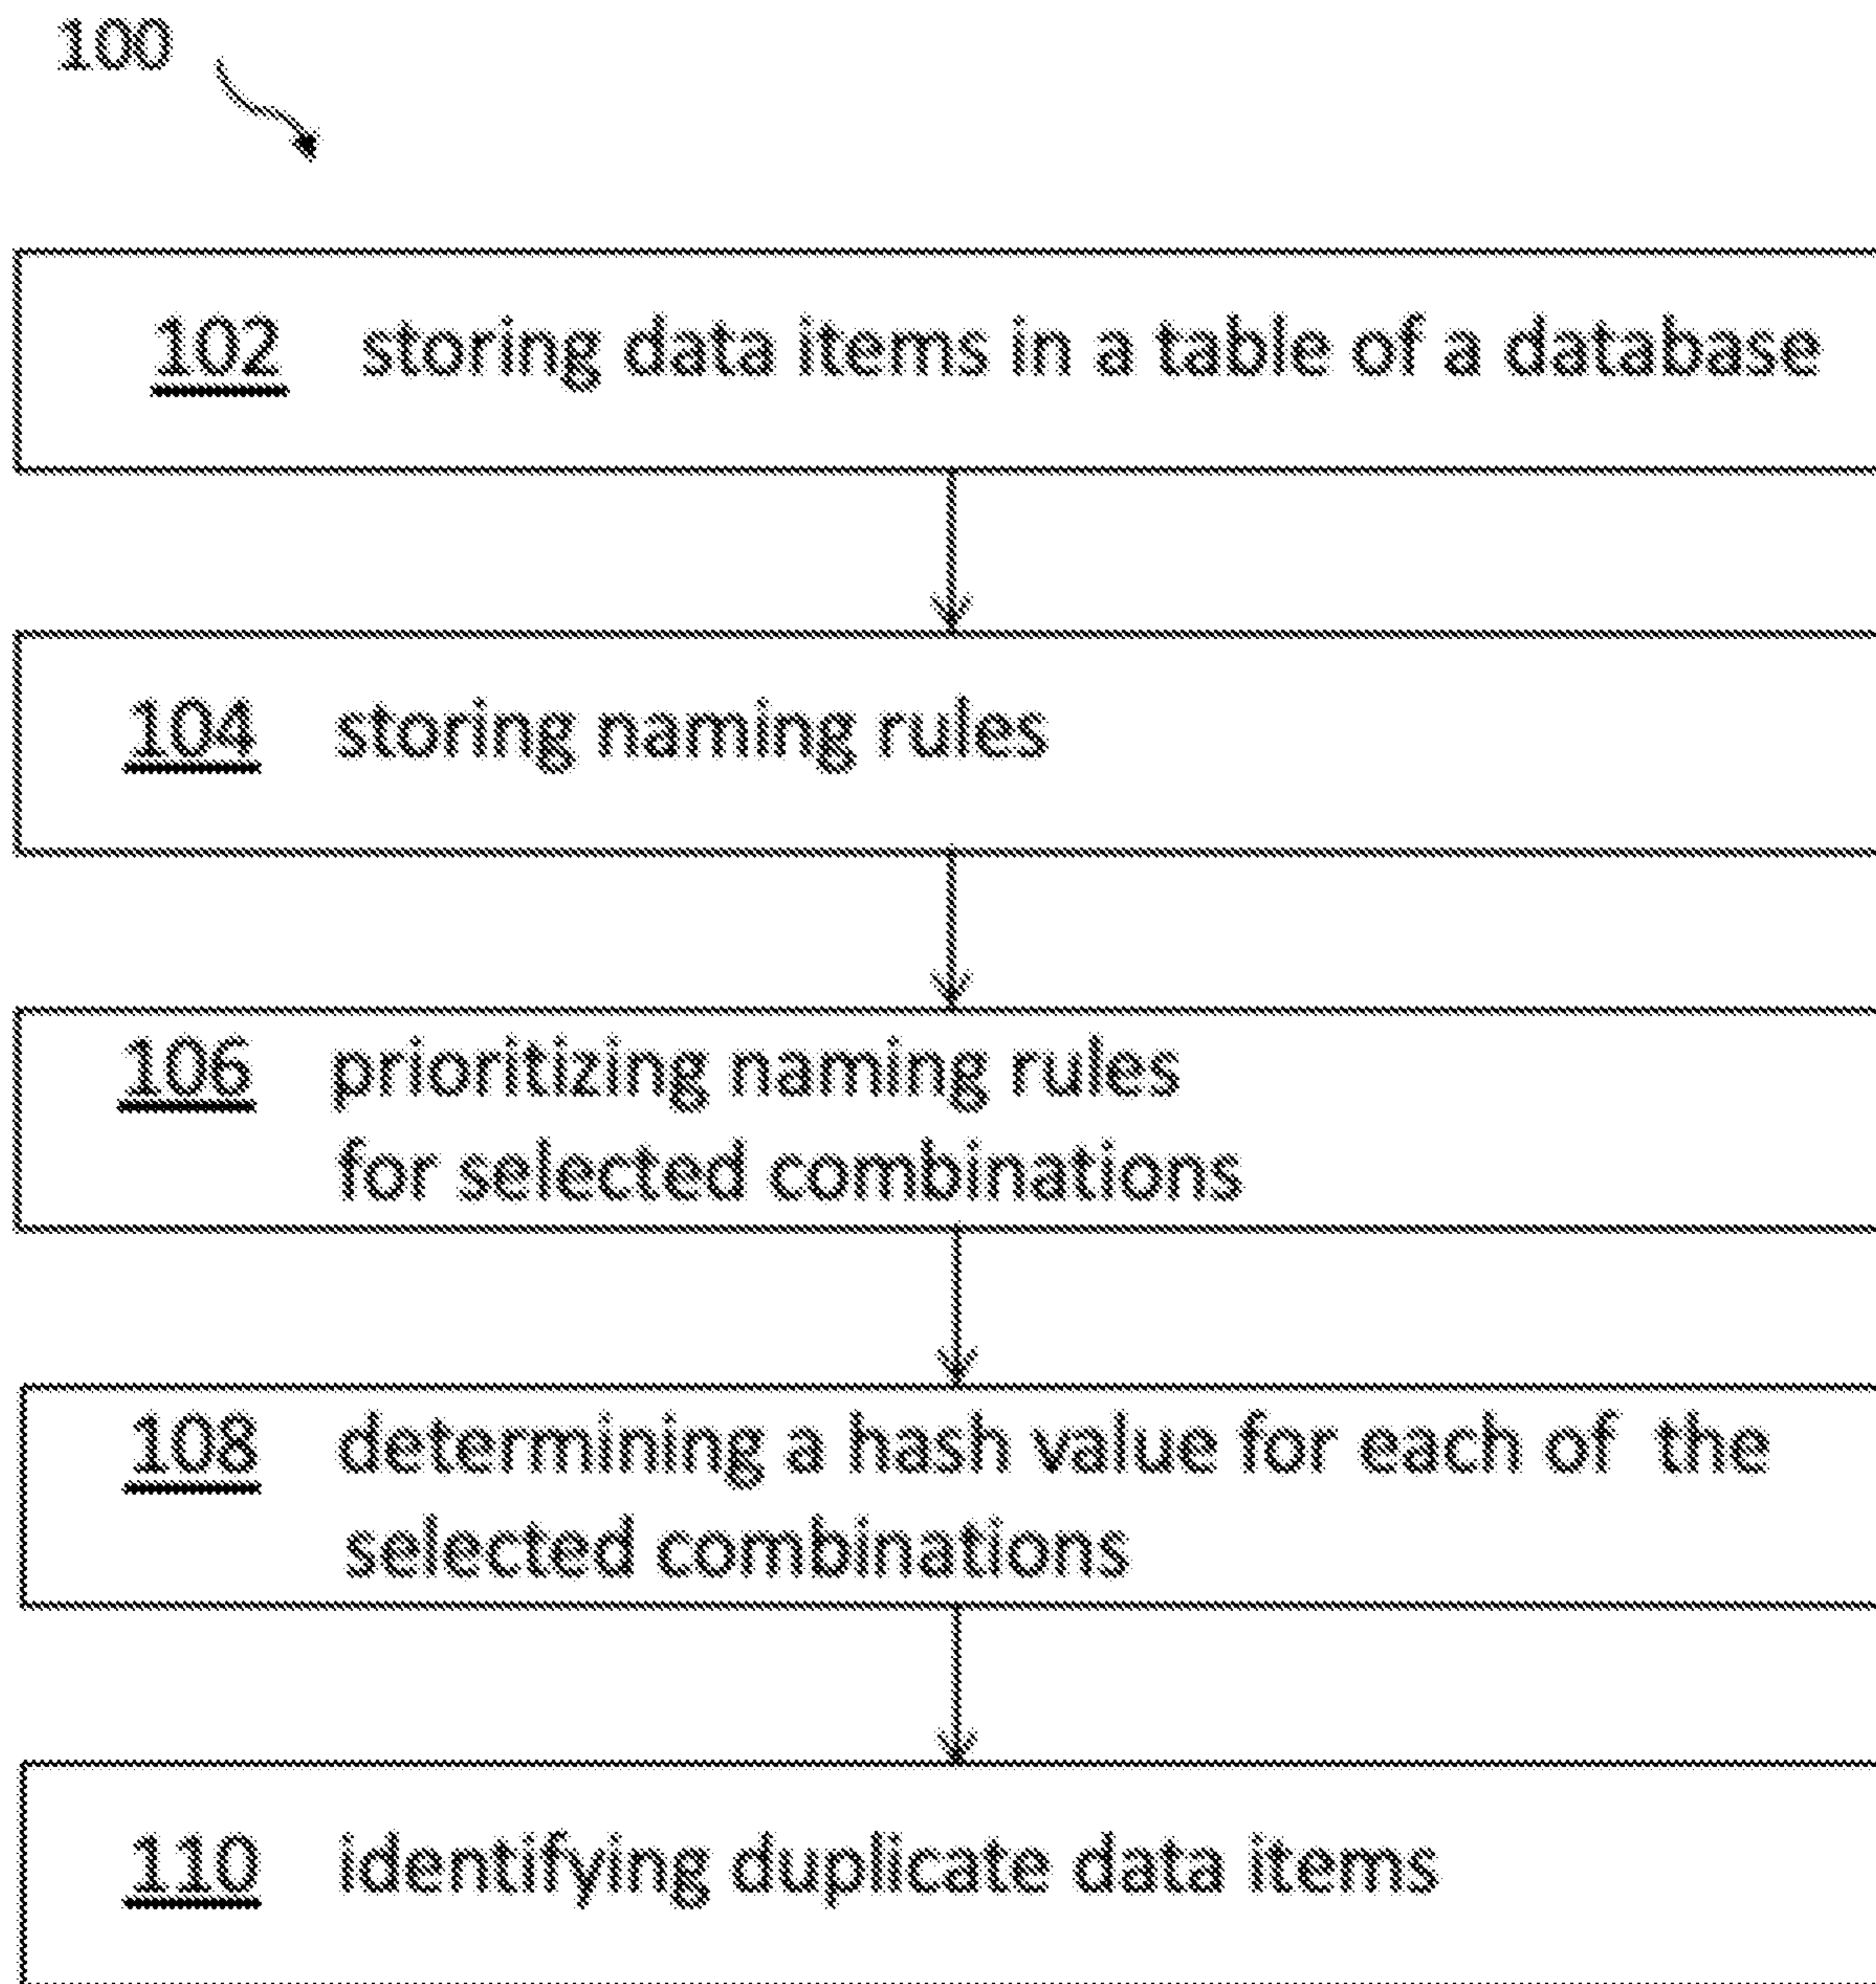 100
102 storing data items in a table of a database
104 storing naming rules
106 prioritizing naming rules
for selected combinations
108 determining a hash value for each of the
selected combinations
110 identifying duplicate data items